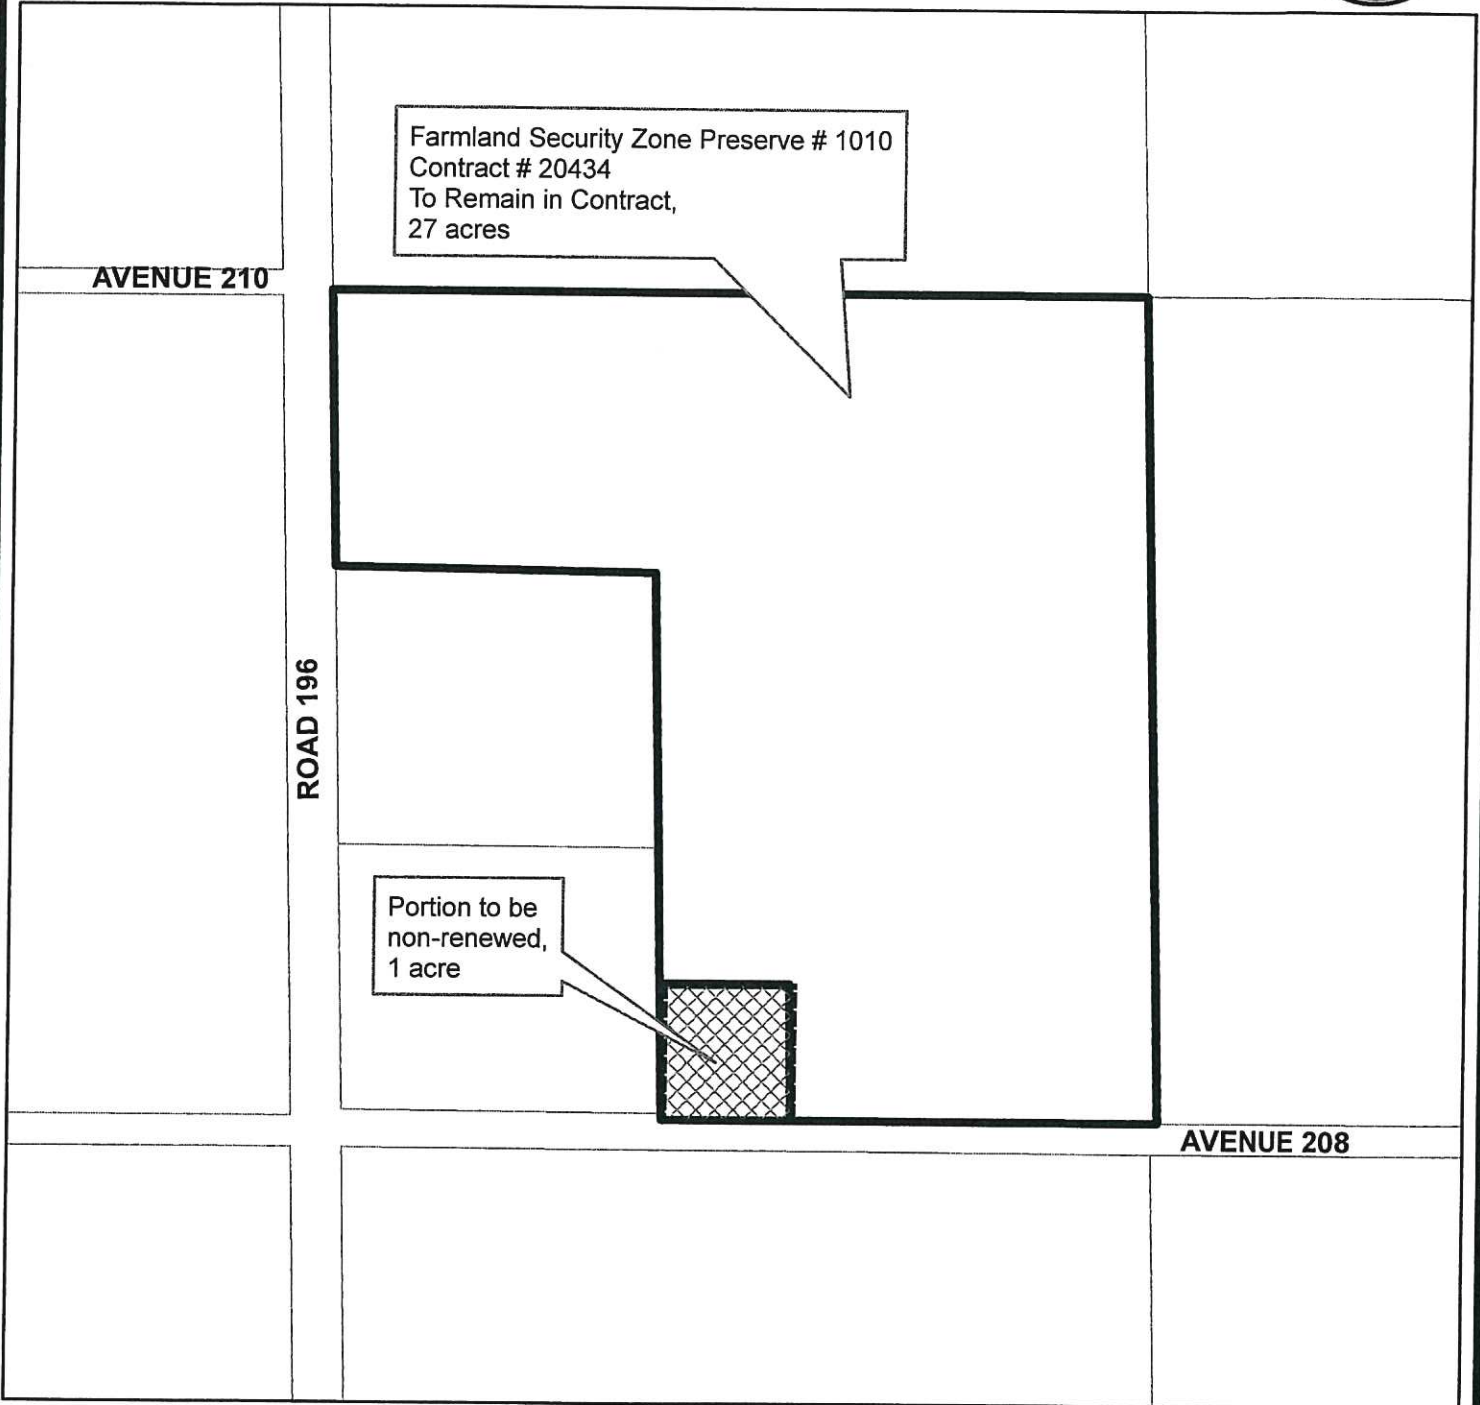 Farmland Security Zone Preserve # 1010
Contract # 20434
To Remain in Contract,
27 acres
AVENUE 210
ROAD 196
Portion to be
non-renewed,
1 acre
AVENUE 208